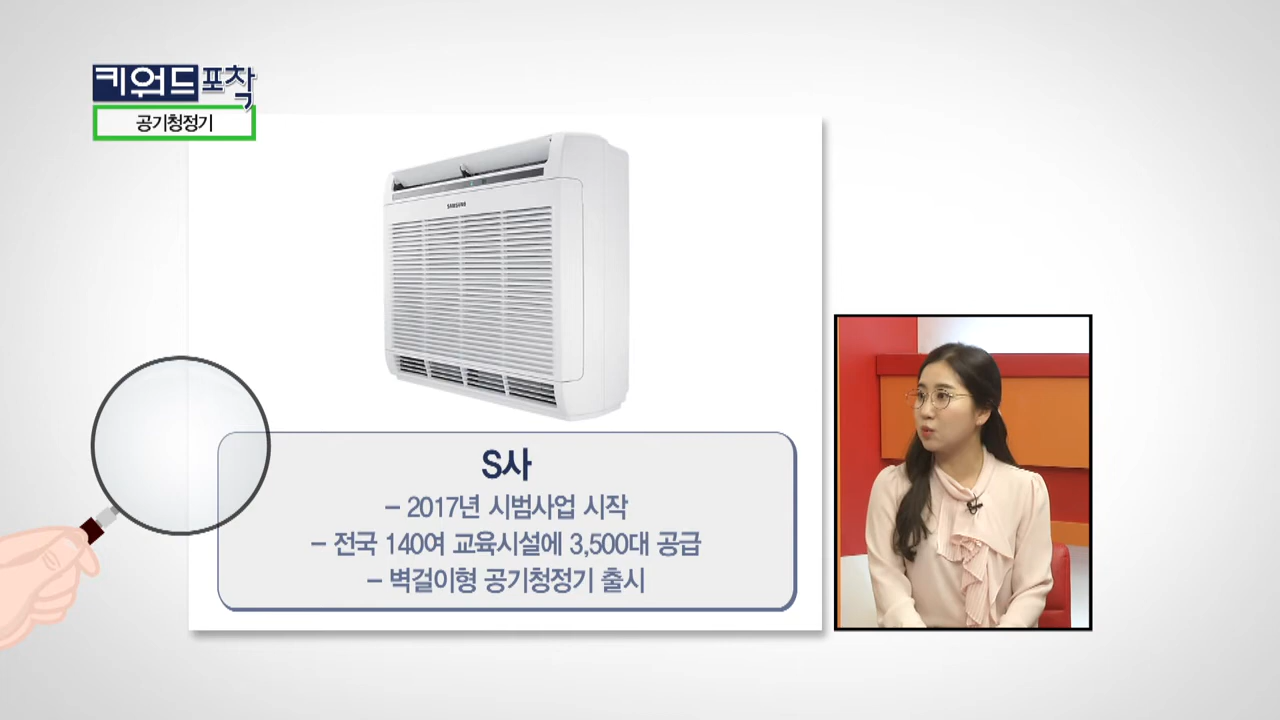 키워드포착
공기청정기
SAMSUNG
S사
- 2017년 시범사업 시작
- 전국 140여 교육시설에 3,500대 공급
- 벽걸이형 공기청정기 출시